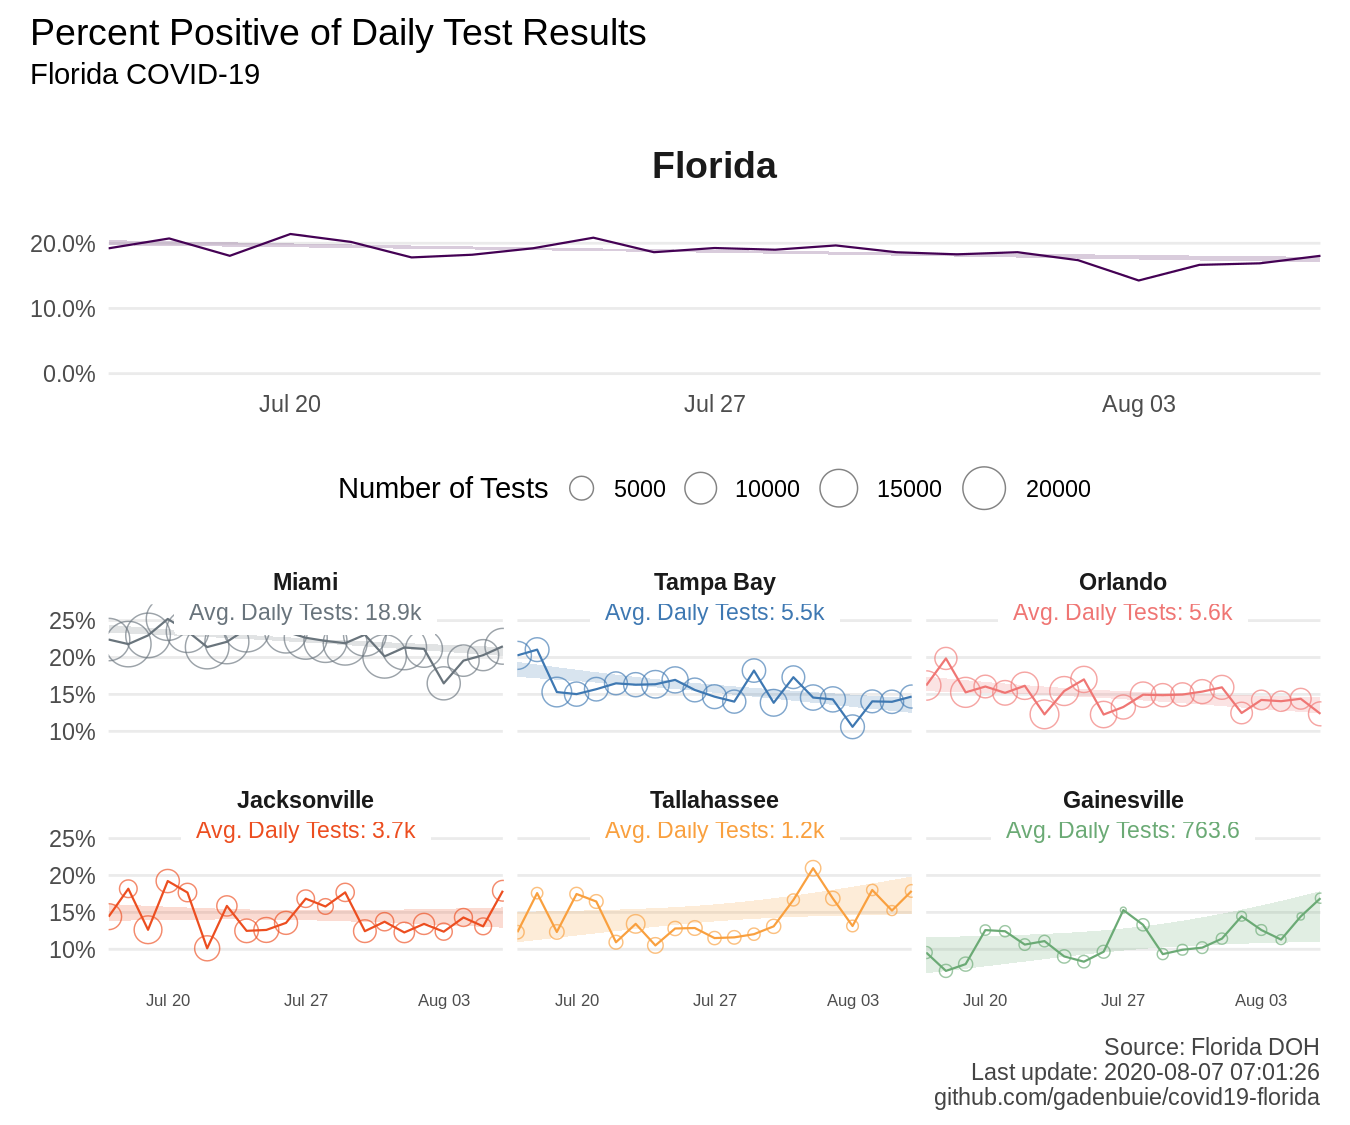 Percent Positive of Daily Test Results
Florida COVID-19
Florida
20.0%
10.0%
0.0%
Jul 20 Jul 27 Aug 03
Number of Tests 5000 10000 15000 20000
Miami Tampa Bay Orlando
Avg. Daily Tests: 18.9k Avg. Daily Tests: 5.5k Avg. Daily Tests: 5.6k
25%
20%
15%
10%
Jacksonville Tallahassee Gainesville
Avg. Daily Tests: 3.7k Avg. Daily Tests: 1.2k Avg. Daily Tests: 763.6
25%
20%
15%
10%
Jul 20 Jul 27 Aug 03 Jul 20 Jul 27 Aug 03 Jul 20 Jul 27 Aug 03
Source: Florida DOH
Last update: 2020-08-07 07:01:26
github.com/gadenbuie/covid19-florida